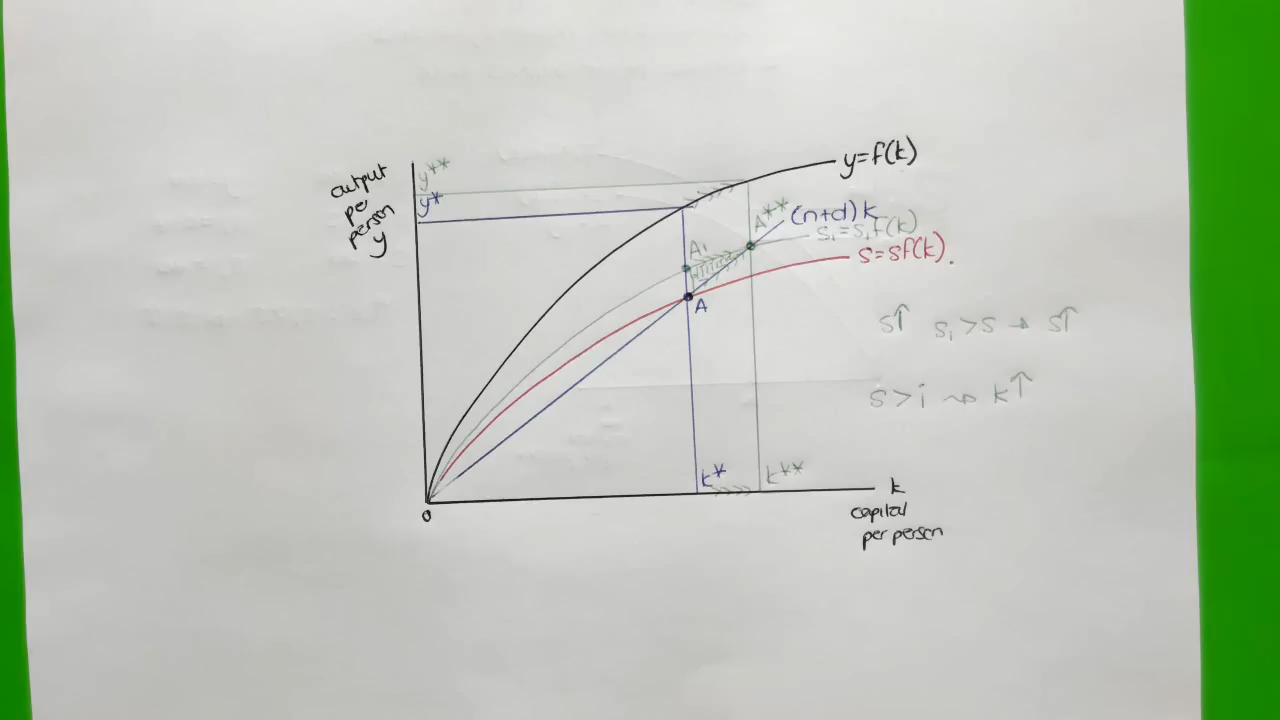 output
per
person
y
y**
y*
y=f(k)
A**
(n+d)k
s₁=s₁f(k)
s=sf(k).
A₁
A
s↑ s₁>s → s↑
s>i ⇝ k↑
k*
k**
k
capital
per person
0